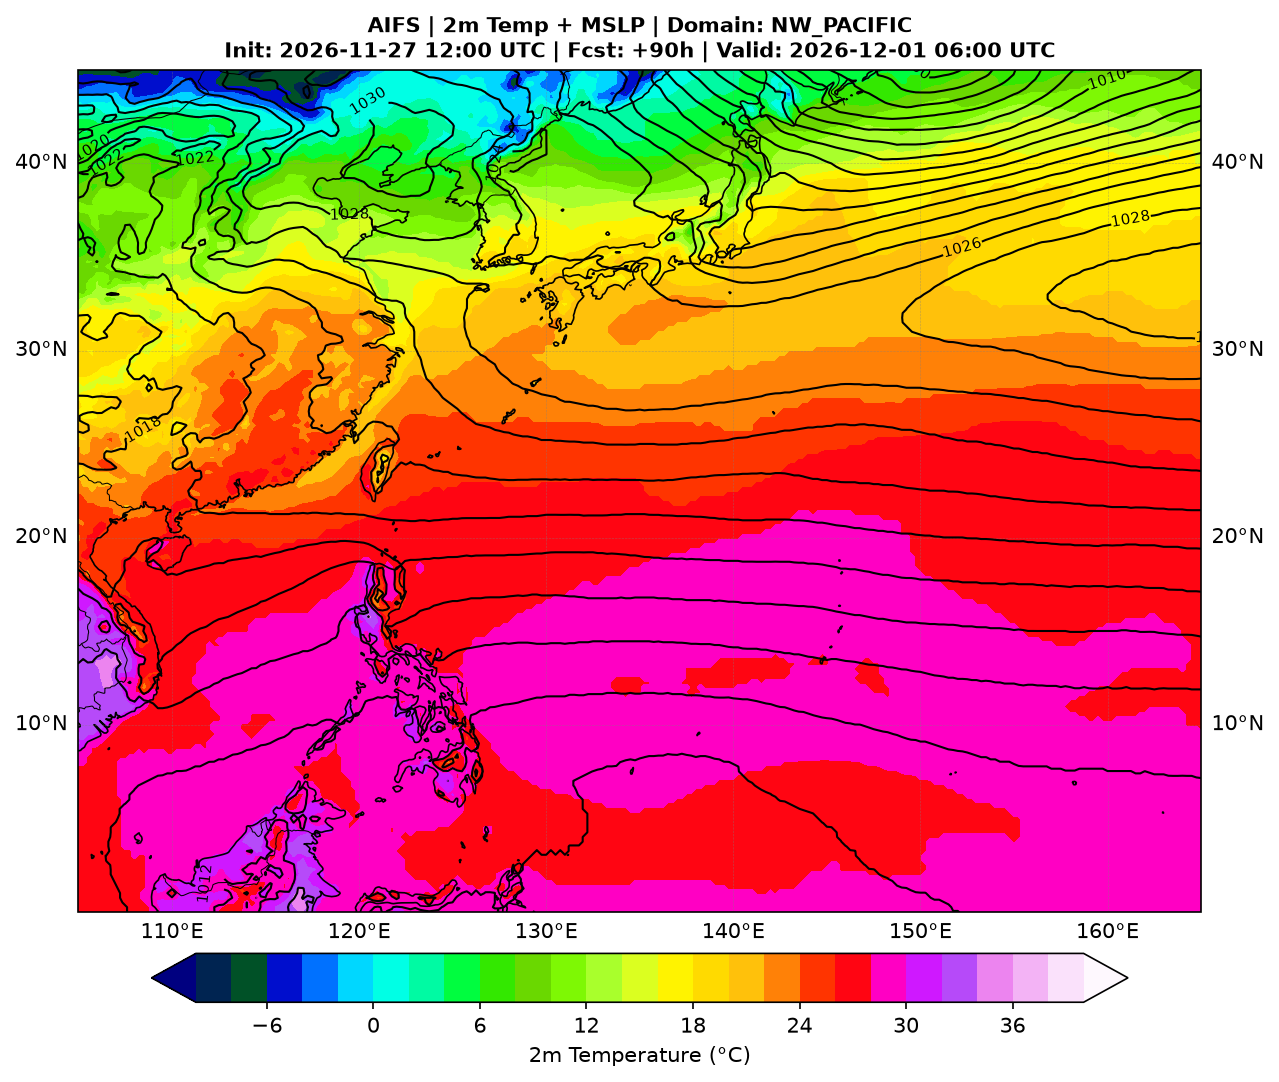 AIFS | 2m Temp + MSLP | Domain: NW_PACIFIC
Init: 2026-11-27 12:00 UTC | Fcst: +90h | Valid: 2026-12-01 06:00 UTC
1030
1010
1020
1022
1022
1024
40°N
40°N
1028
1028
1026
30°N
30°N
1018
20°N
20°N
10°N
10°N
1012
110°E
120°E
130°E
140°E
150°E
160°E
−6
0
6
12
18
24
30
36
2m Temperature (°C)